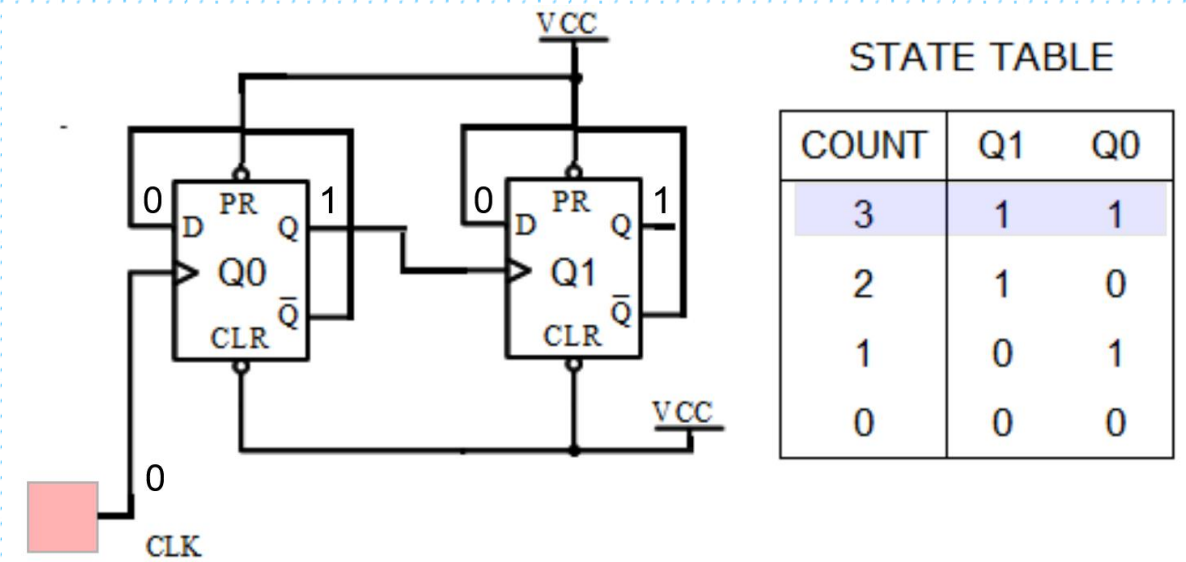 VCC
STATE TABLE
COUNT Q1 Q0
3 1 1
2 1 0
1 0 1
0 0 0
0 PR 1
D Q
Q0
Q̅
CLR
0 PR 1
D Q
Q1
Q̅
CLR
VCC
0
CLK